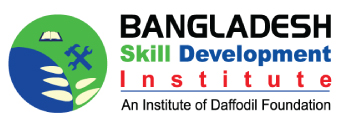 BANGLADESH
Skill Development
Institute
An Institute of Daffodil Foundation